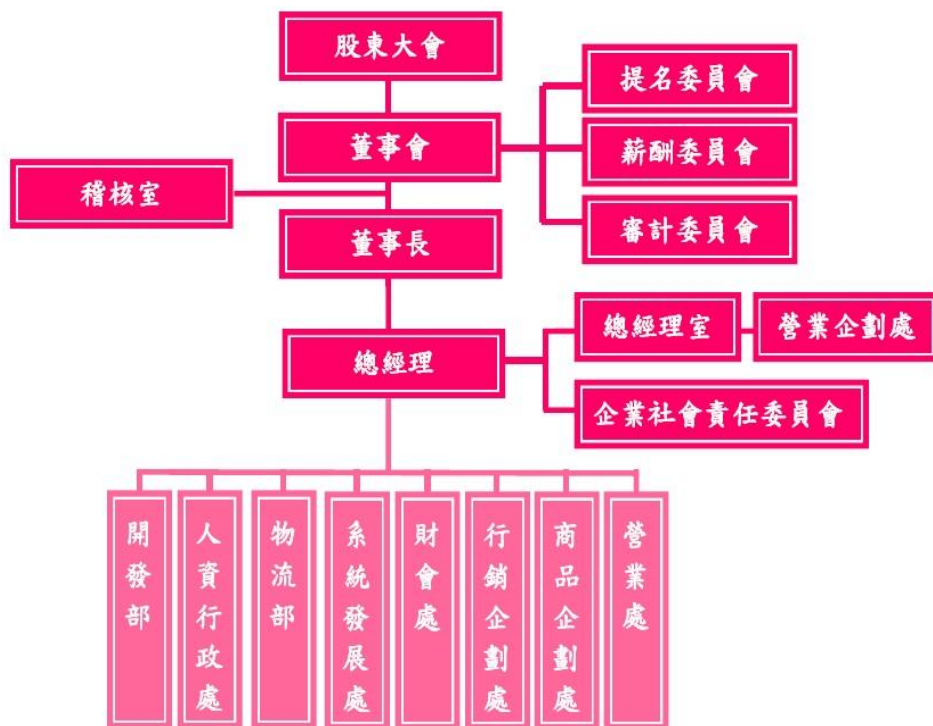 股東大會
提名委員會
董事會
薪酬委員會
稽核室
審計委員會
董事長
總經理室
營業企劃處
總經理
企業社會責任委員會
開發部
人資行政處
物流部
系統發展處
財會處
行銷企劃處
商品企劃處
營業處